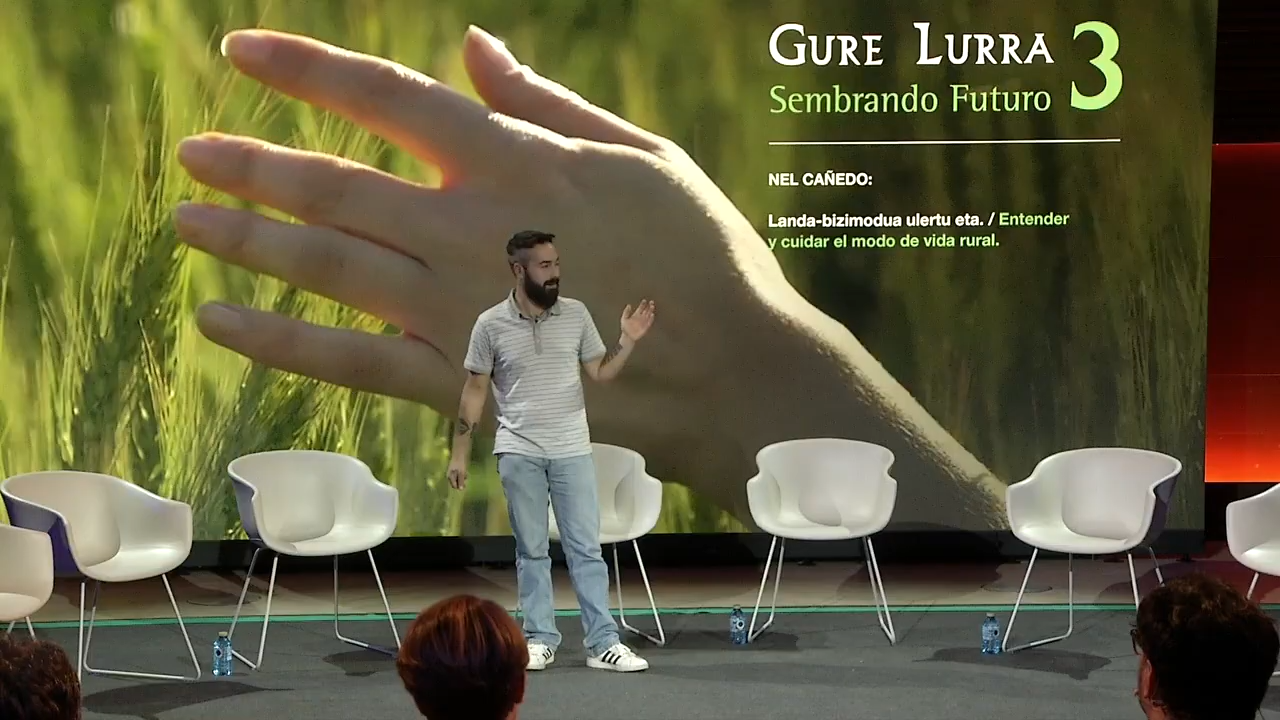 GURE LURRA 3
Sembrando Futuro
NEL CAÑEDO:
Landa-bizimodua ulertu eta. / Entender
y cuidar el modo de vida rural.